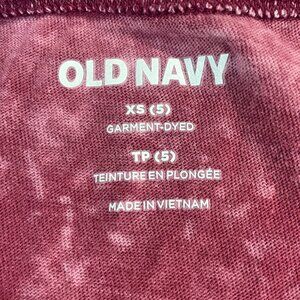 OLD NAVY
XS (5)
GARMENT-DYED
TP (5)
TEINTURE EN PLONGÉE
MADE IN VIETNAM